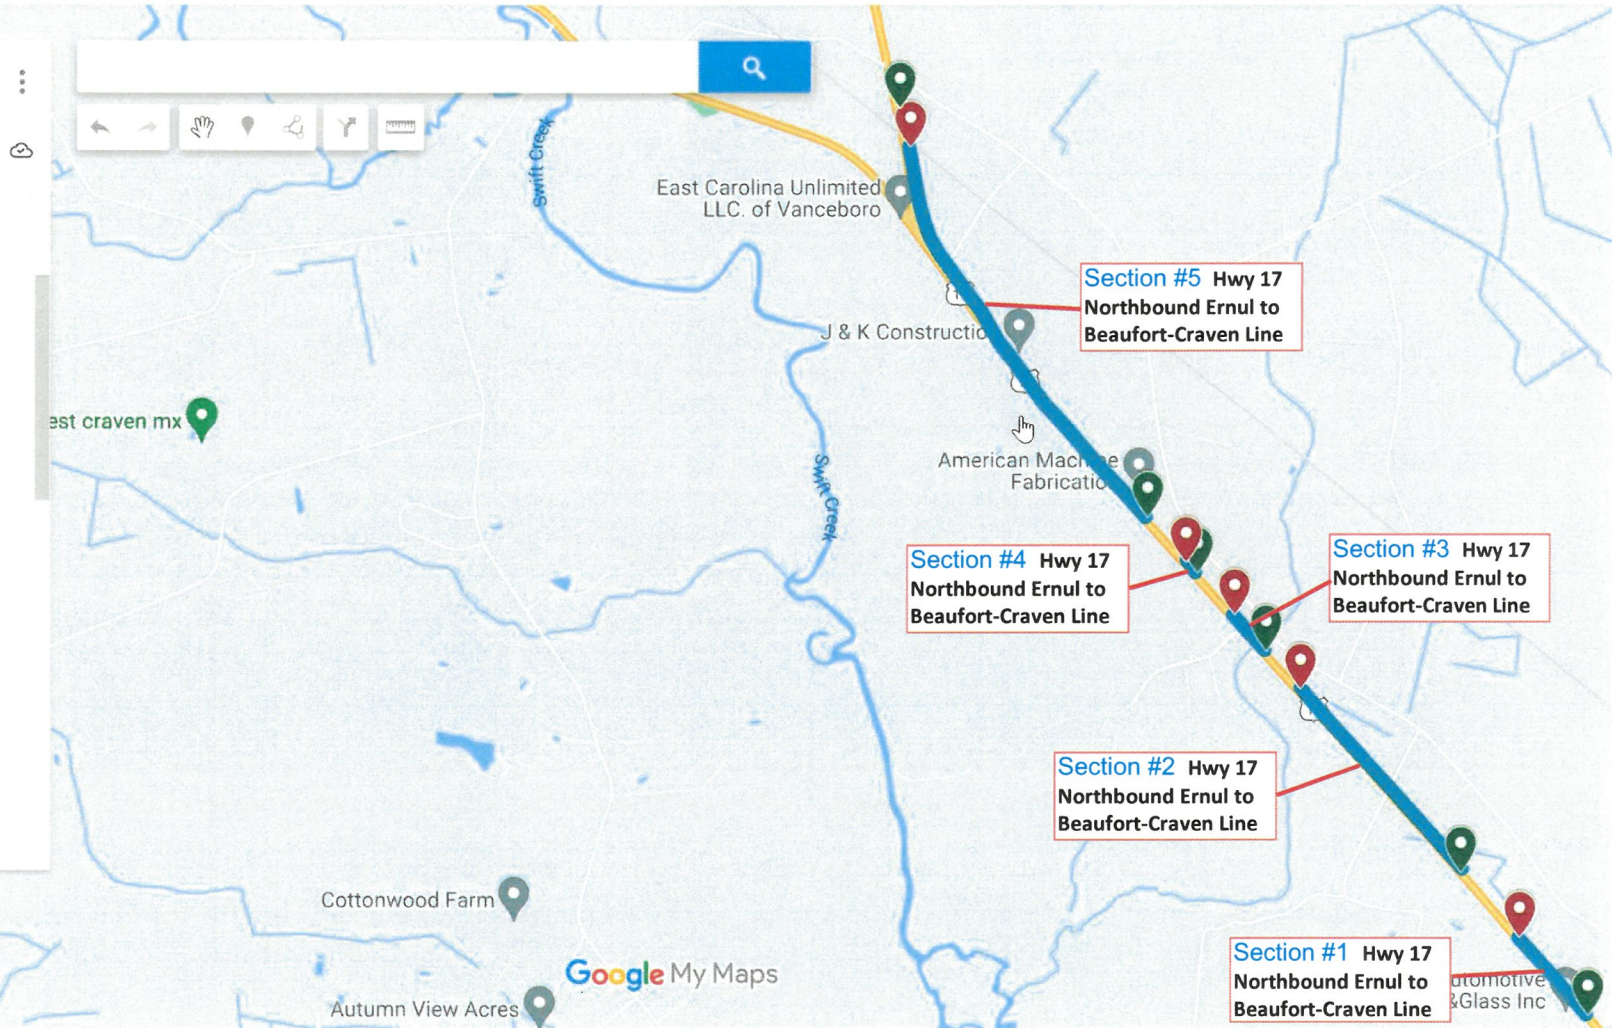 Swift Creek
East Carolina Unlimited
LLC. of Vanceboro
Section #5 Hwy 17
Northbound Ernul to
Beaufort-Craven Line
J & K Constructio
est craven mx
American Mach
Fabricatio
Swift Creek
Section #4 Hwy 17
Northbound Ernul to
Beaufort-Craven Line
Section #3 Hwy 17
Northbound Ernul to
Beaufort-Craven Line
Section #2 Hwy 17
Northbound Ernul to
Beaufort-Craven Line
Cottonwood Farm
Section #1 Hwy 17
Northbound Ernul to
Beaufort-Craven Line
utomotive
&Glass Inc
Google My Maps
Autumn View Acres